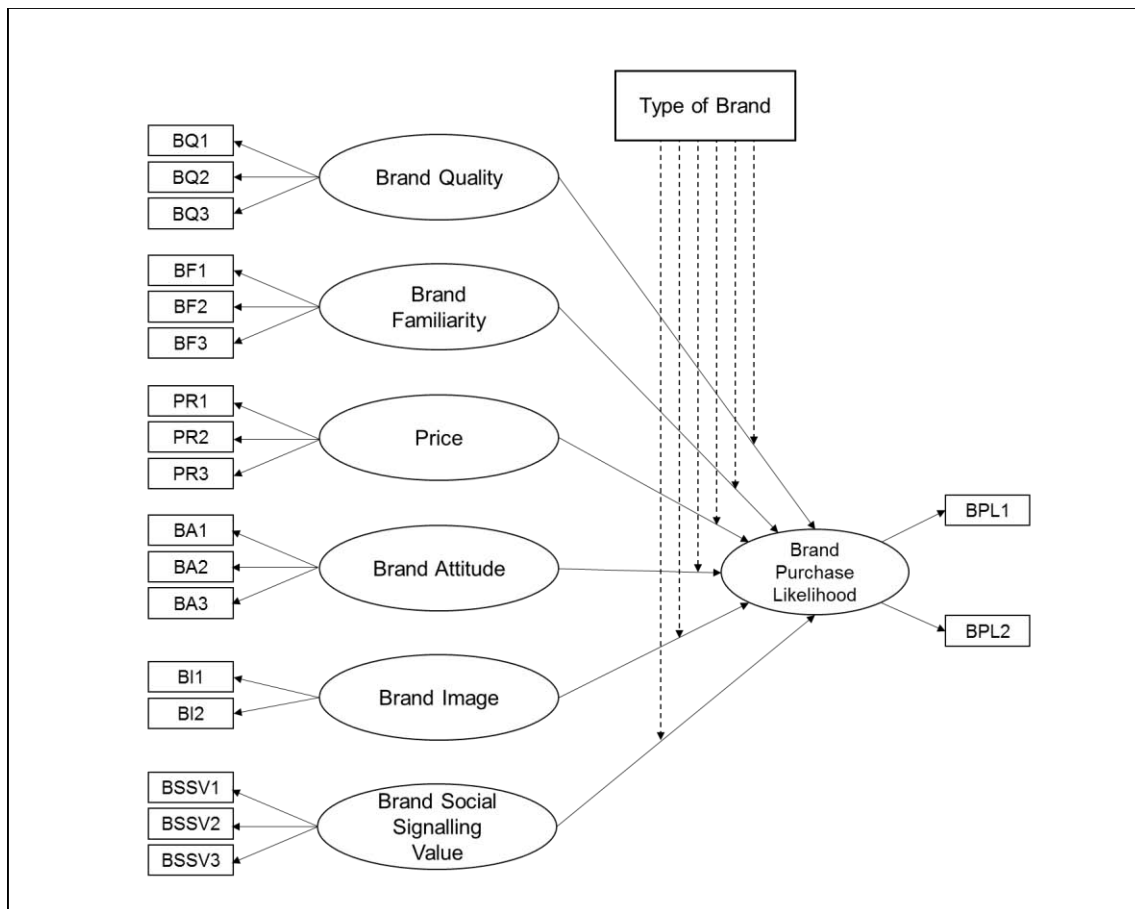 Type of Brand
BQ1
BQ2
BQ3
Brand Quality
BF1
BF2
BF3
Brand
Familiarity
PR1
PR2
PR3
Price
BA1
BA2
BA3
Brand Attitude
BI1
BI2
Brand Image
BSSV1
BSSV2
BSSV3
Brand Social
Signalling
Value
Brand
Purchase
Likelihood
BPL1
BPL2